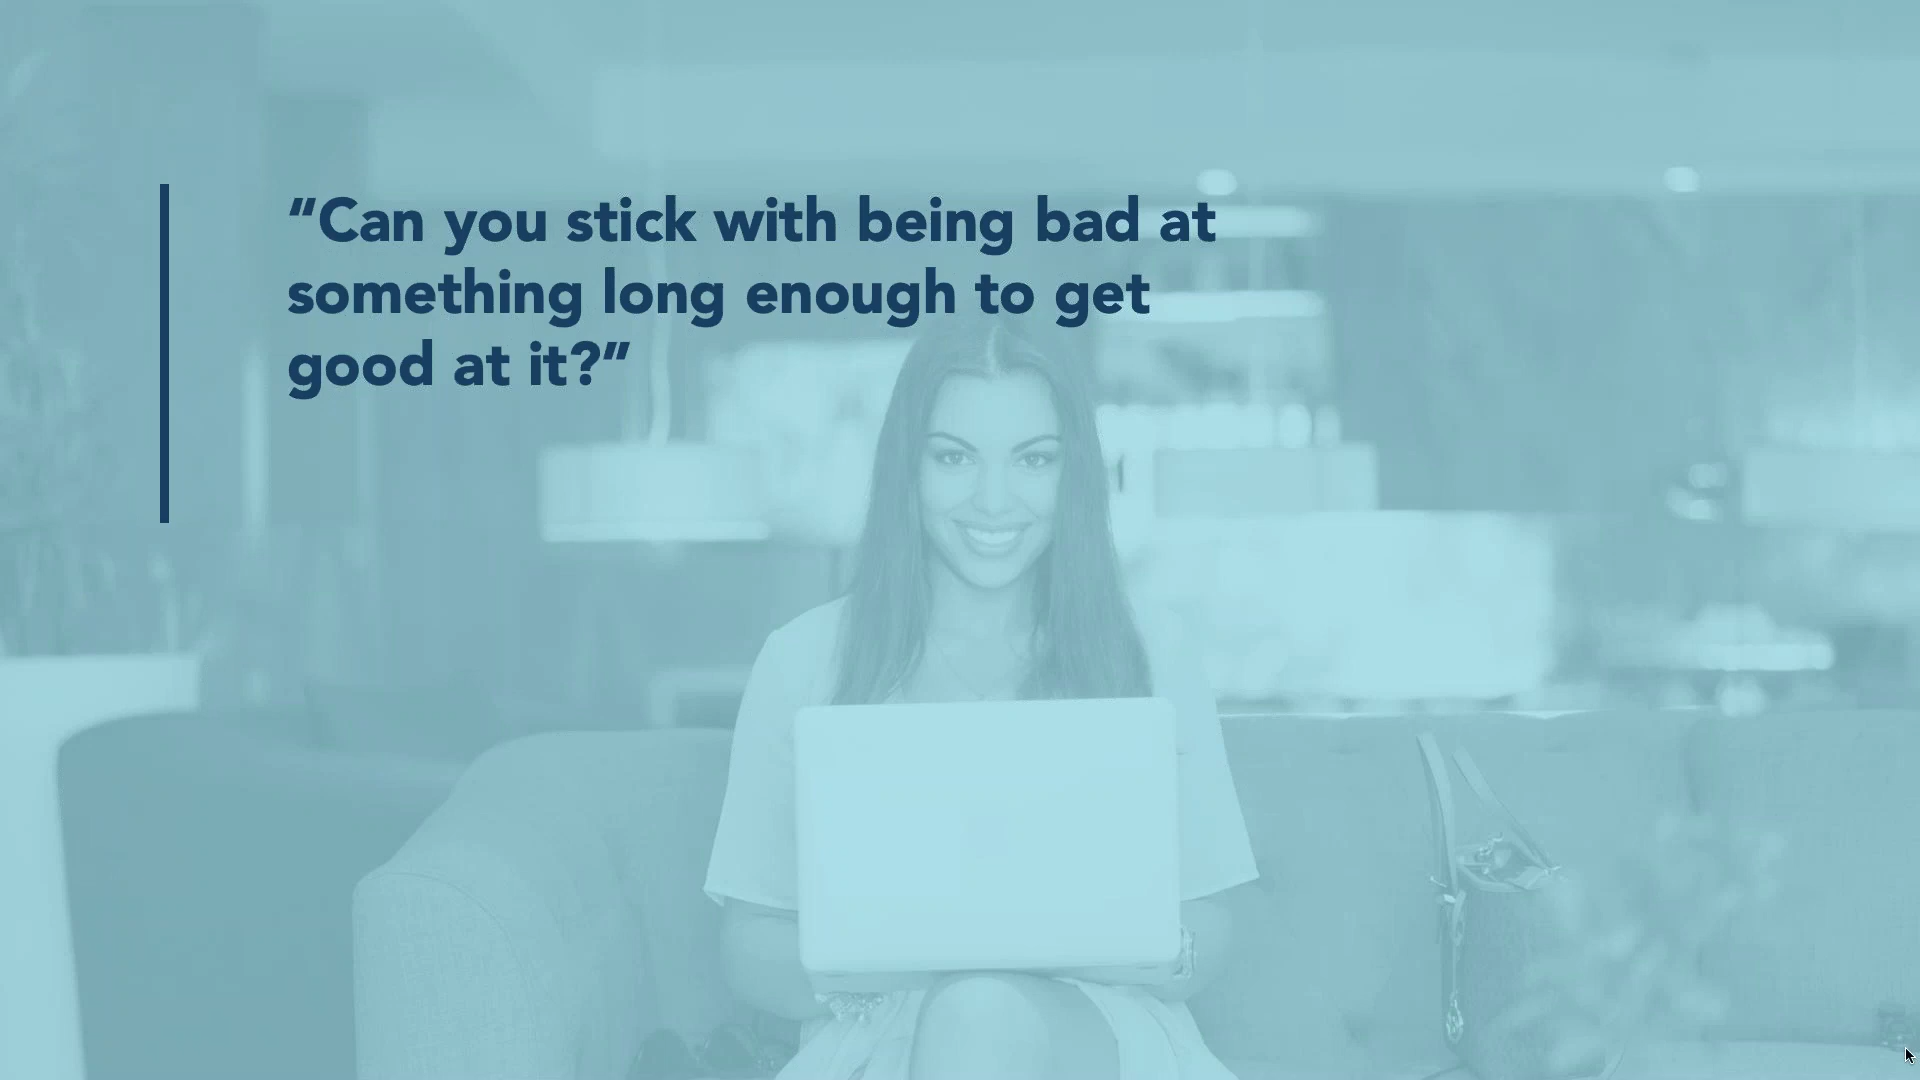 “Can you stick with being bad at
something long enough to get
good at it?”